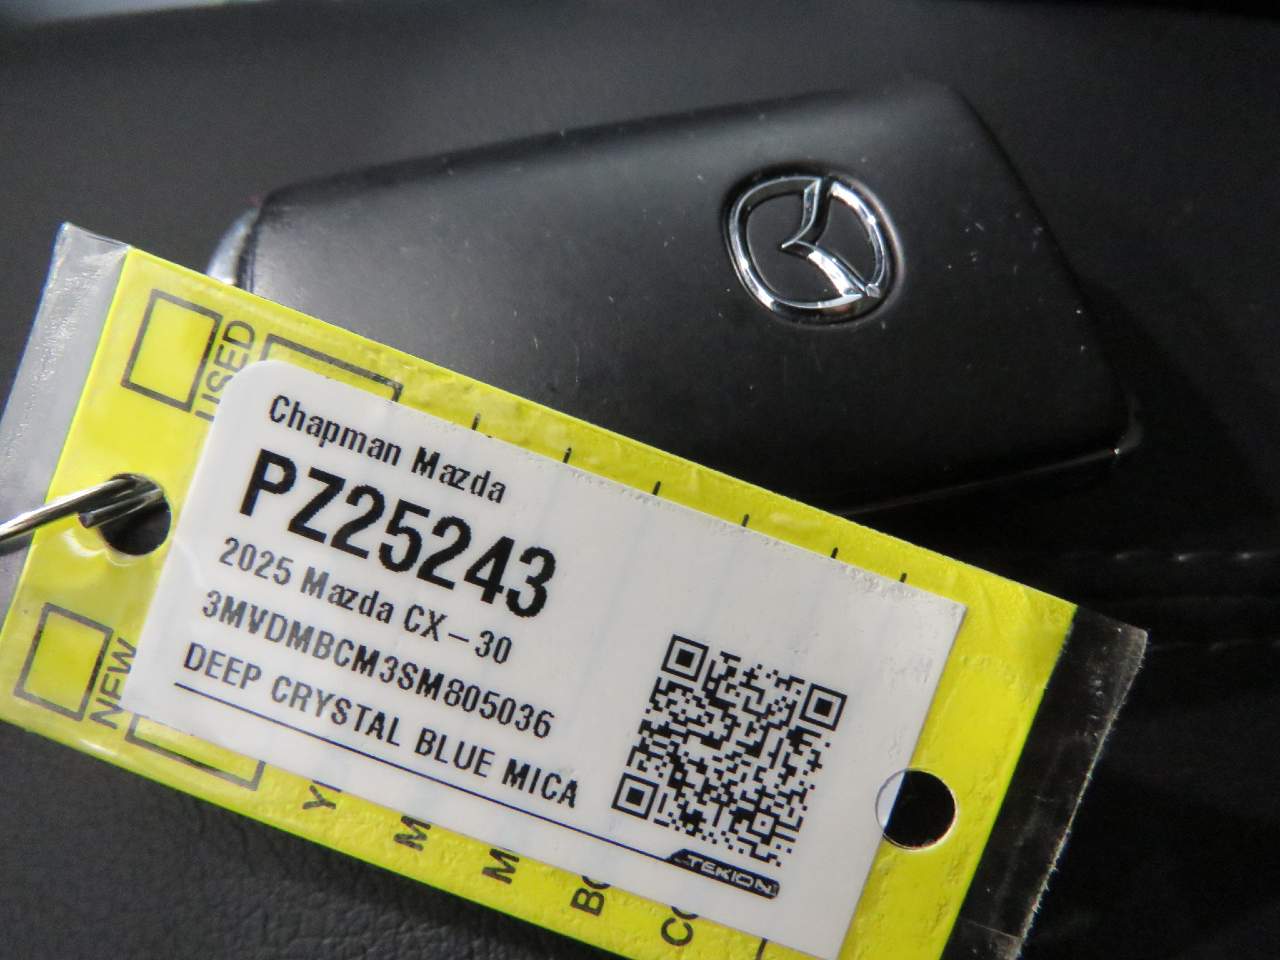 USED
Chapman Mazda
PZ25243
2025 Mazda CX-30
3MVDMBCM3SM805036
DEEP CRYSTAL BLUE MICA
TEKION
NEW